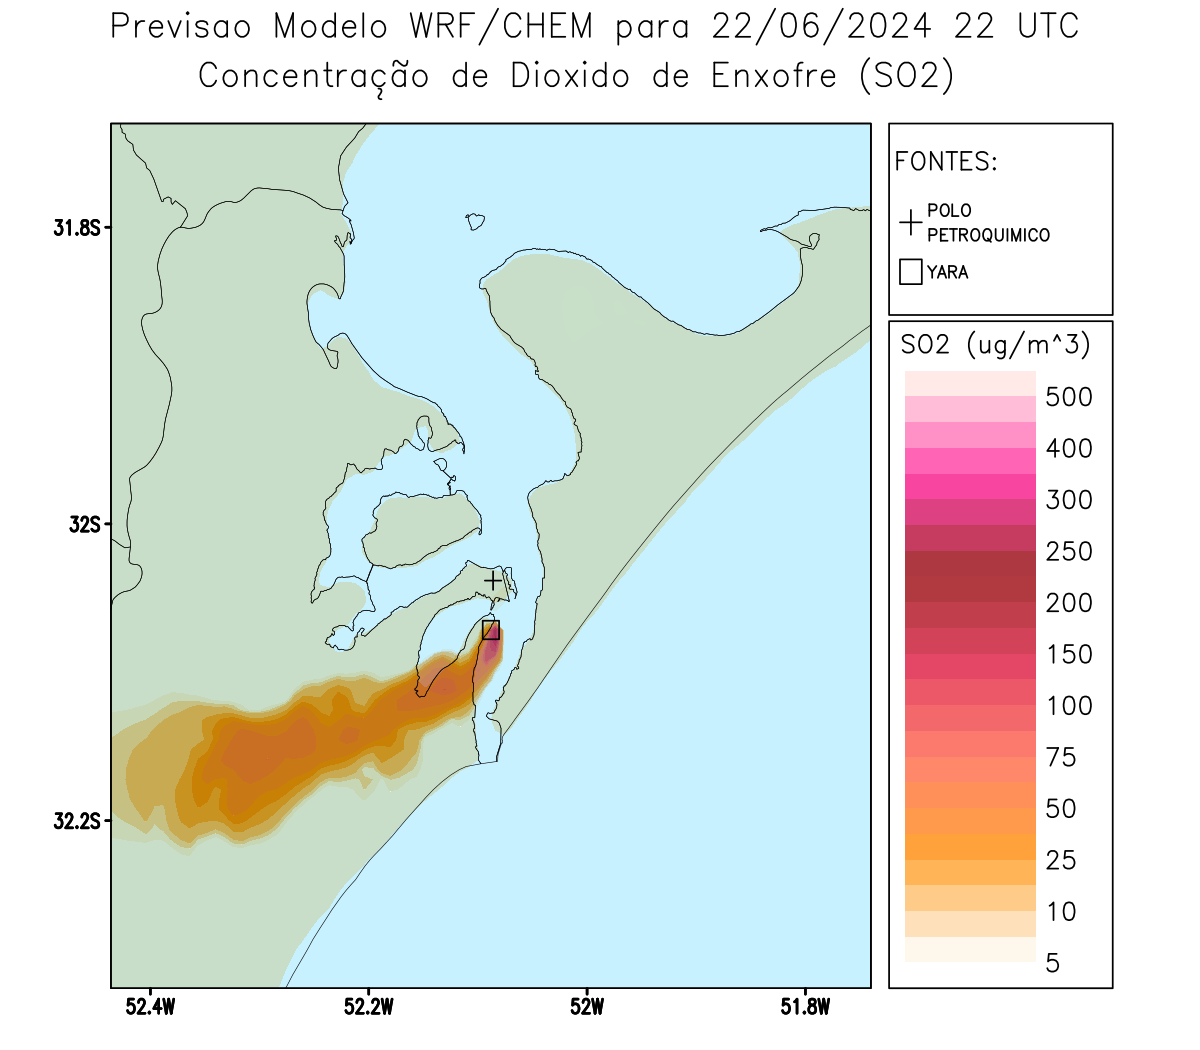 Previsao Modelo WRF/CHEM para 22/06/2024 22 UTC
Concentração de Dioxido de Enxofre (SO2)
FONTES:
POLO
PETROQUIMICO
YARA
31.8S
32S
32.2S
52.4W
52.2W
52W
51.8W
SO2 (ug/m^3)
500
400
300
250
200
150
100
75
50
25
10
5